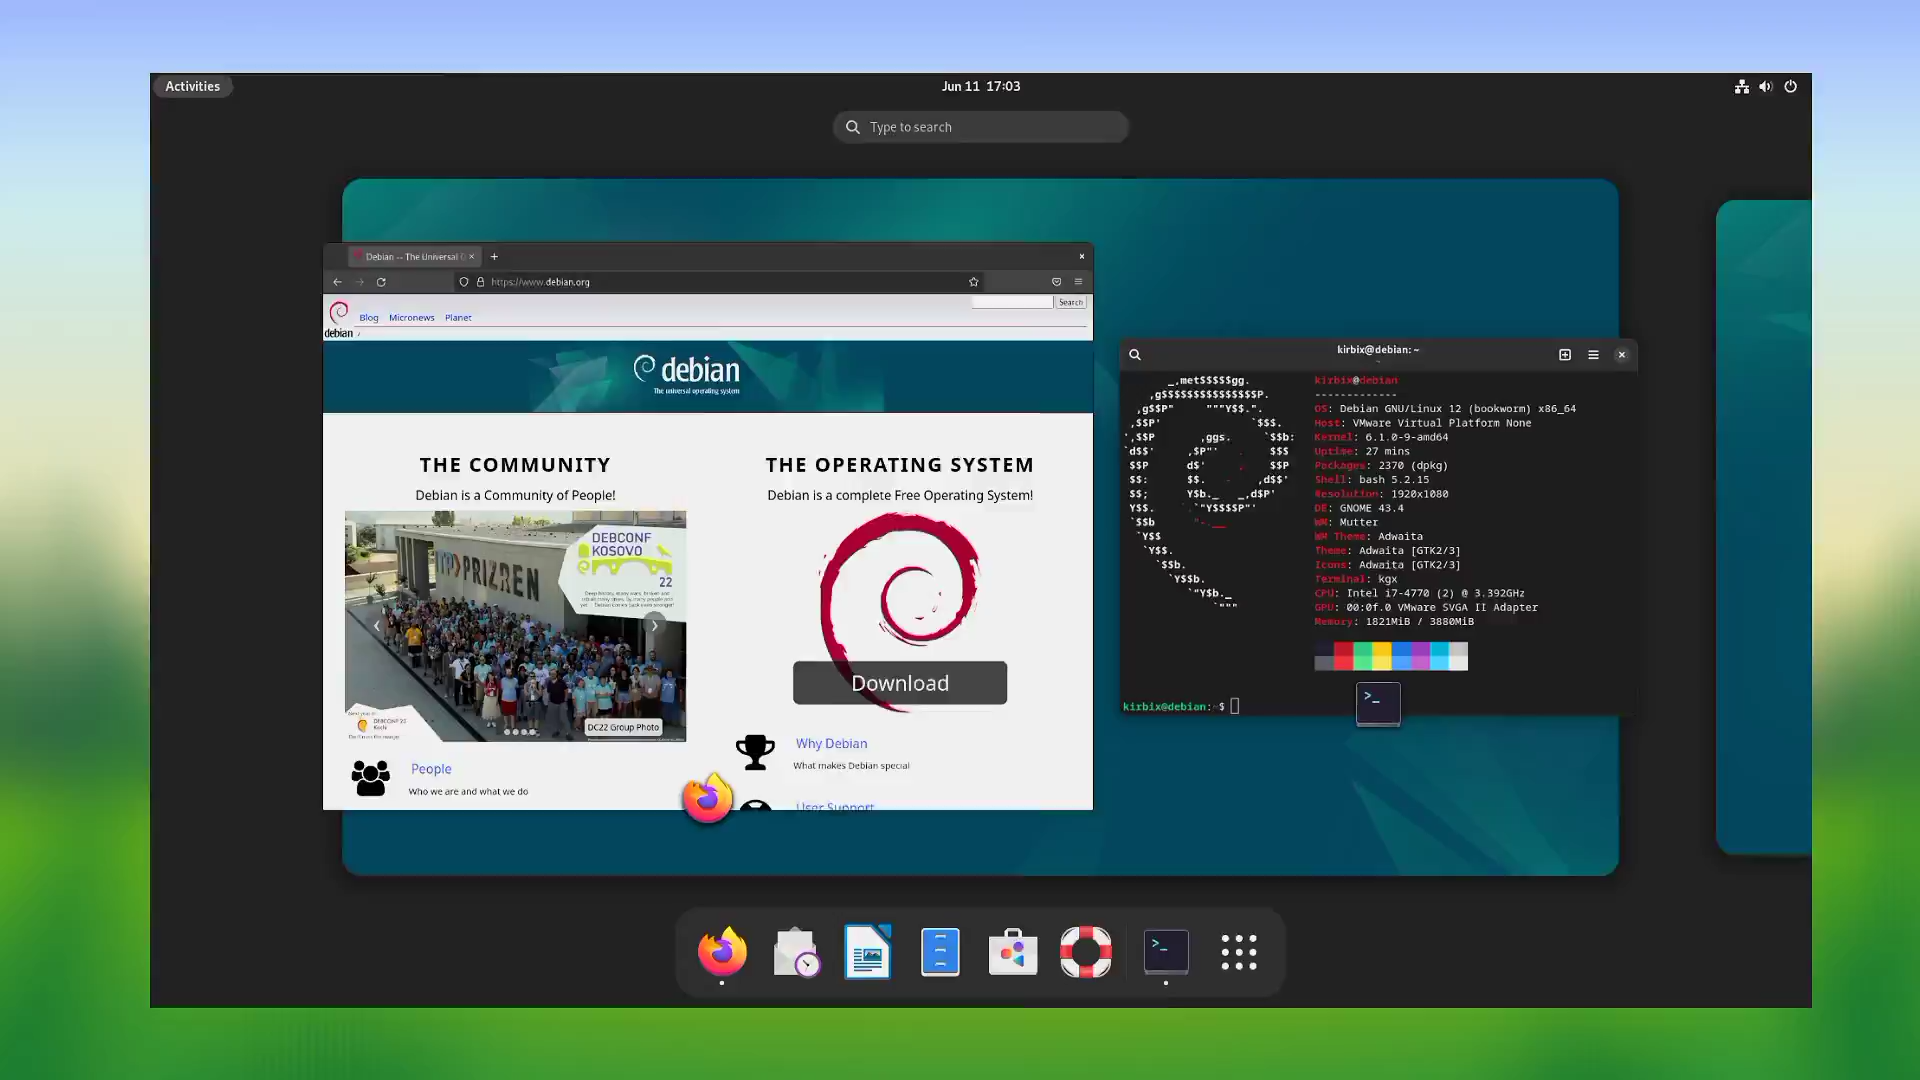 Activities
Jun 11 17:03
Type to search
Debian -- The Universal
https://www.debian.org
Search
Blog Micronews Planet
debian
debian
The universal operating system
THE COMMUNITY
Debian is a Community of People!
DEBCONF
KOSOVO
22
ITP>PRIZREN
DC22 Group Photo
People
Who we are and what we do
THE OPERATING SYSTEM
Debian is a complete Free Operating System!
Download
Why Debian
What makes Debian special
User Support
kirbix@debian: ~
kirbix@debian
-------------
OS: Debian GNU/Linux 12 (bookworm) x86_64
Host: VMware Virtual Platform None
Kernel: 6.1.0-9-amd64
Uptime: 27 mins
Packages: 2370 (dpkg)
Shell: bash 5.2.15
Resolution: 1920x1080
DE: GNOME 43.4
WM: Mutter
WM Theme: Adwaita
Theme: Adwaita [GTK2/3]
Icons: Adwaita [GTK2/3]
Terminal: kgx
CPU: Intel i7-4770 (2) @ 3.392GHz
GPU: 00:0f.0 VMware SVGA II Adapter
Memory: 1821MiB / 3880MiB
kirbix@debian:~$